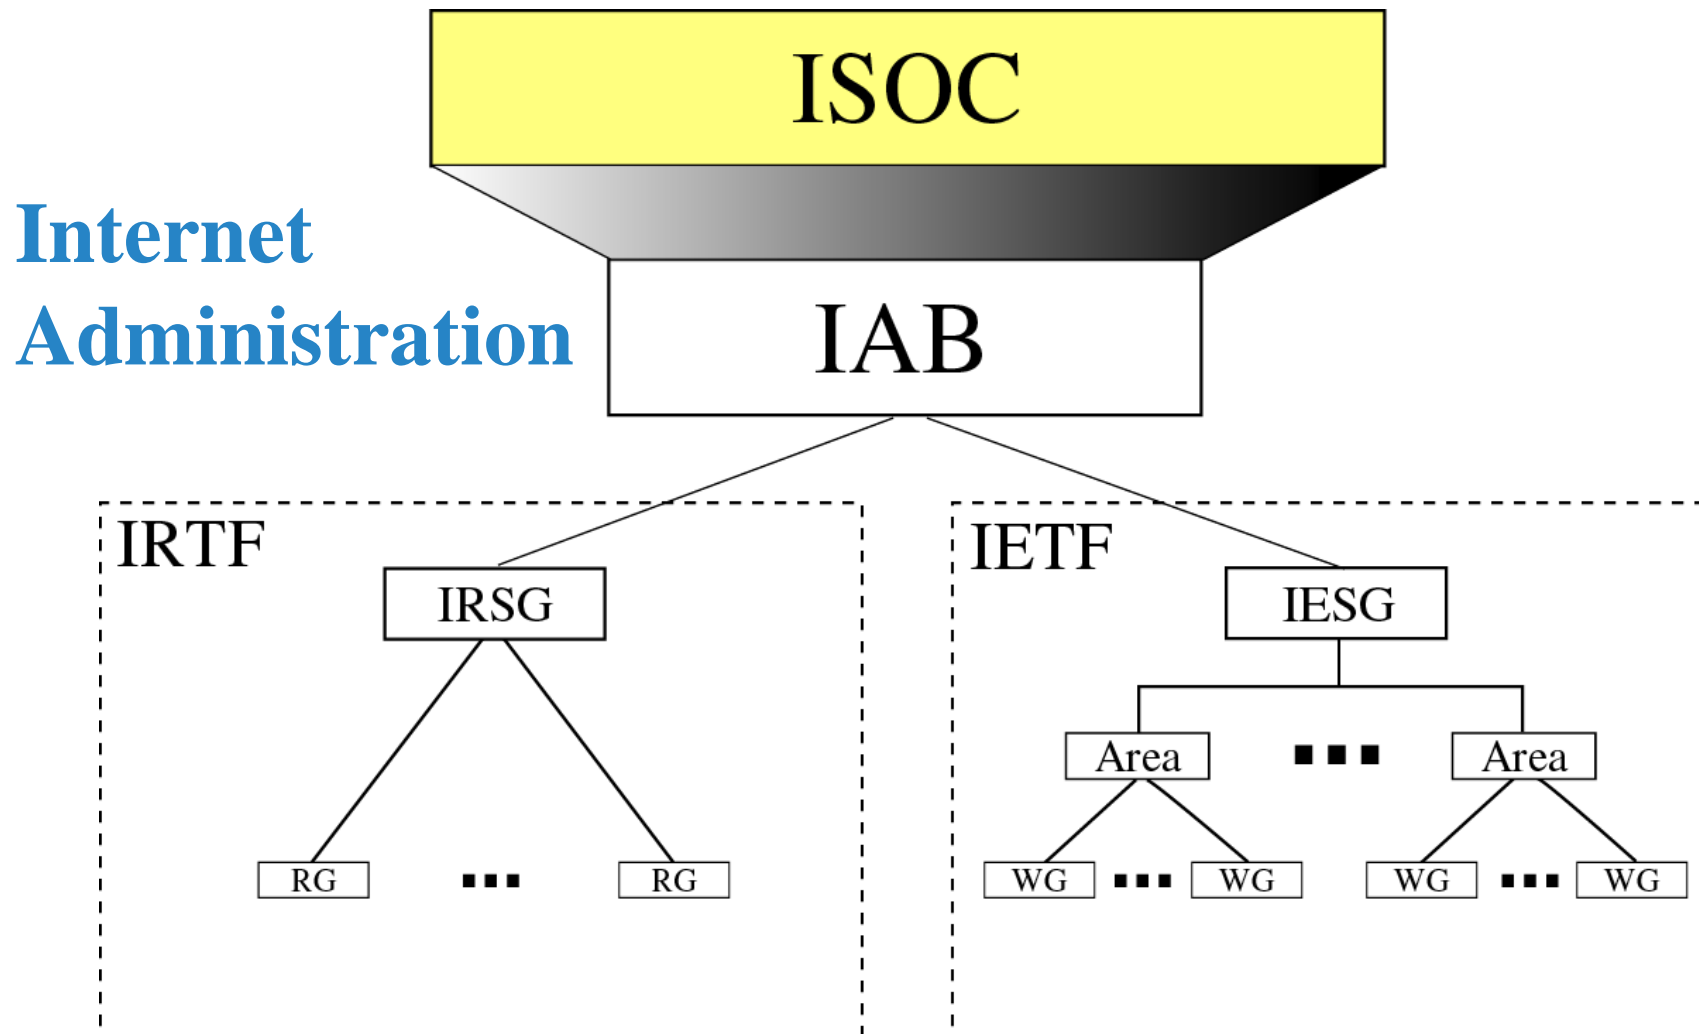 ISOC
Internet
Administration
IAB
IRTF
IETF
IRSG
IESG
Area
Area
RG
RG
WG
WG
WG
WG